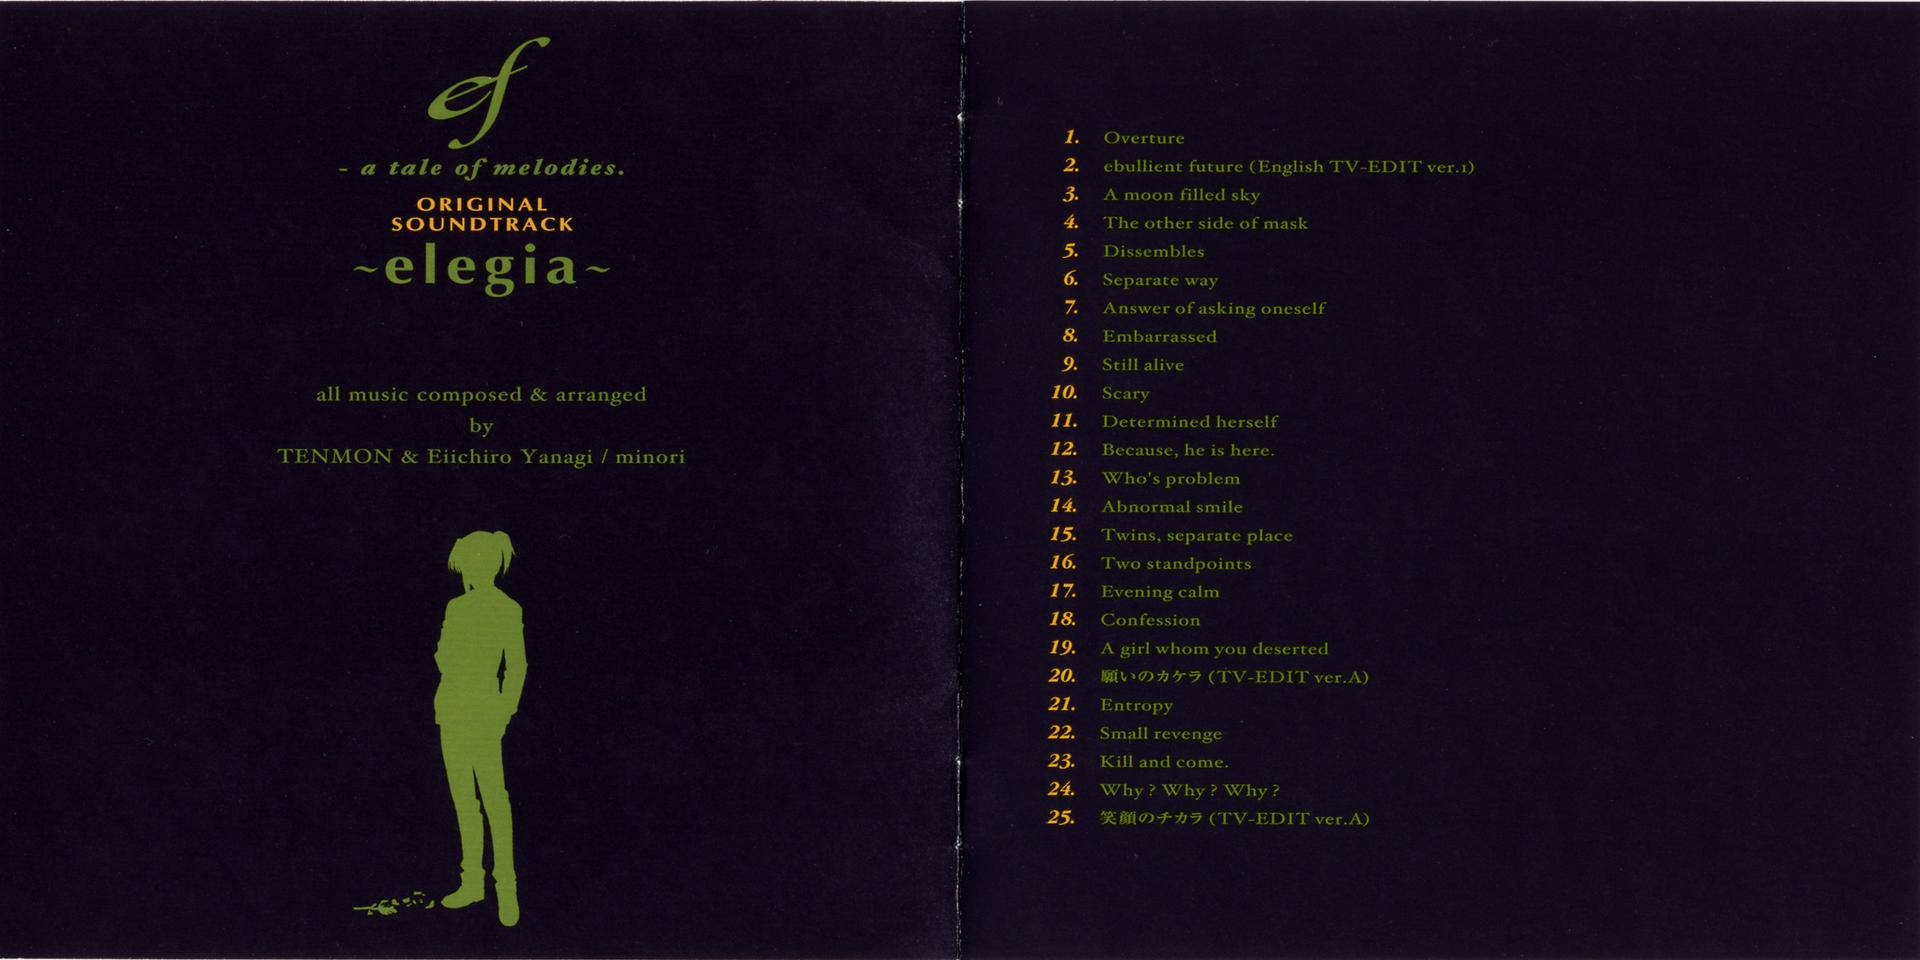 ef
- a tale of melodies.
ORIGINAL
SOUNDTRACK
~elegia~
all music composed & arranged
by
TENMON & Eiichiro Yanagi / minori
1. Overture
2. ebullient future (English TV-EDIT ver.1)
3. A moon filled sky
4. The other side of mask
5. Dissembles
6. Separate way
7. Answer of asking oneself
8. Embarrassed
9. Still alive
10. Scary
11. Determined herself
12. Because, he is here.
13. Who's problem
14. Abnormal smile
15. Twins, separate place
16. Two standpoints
17. Evening calm
18. Confession
19. A girl whom you deserted
20. 願いのカケラ (TV-EDIT ver.A)
21. Entropy
22. Small revenge
23. Kill and come.
24. Why ? Why ? Why ?
25. 笑顔のチカラ (TV-EDIT ver.A)